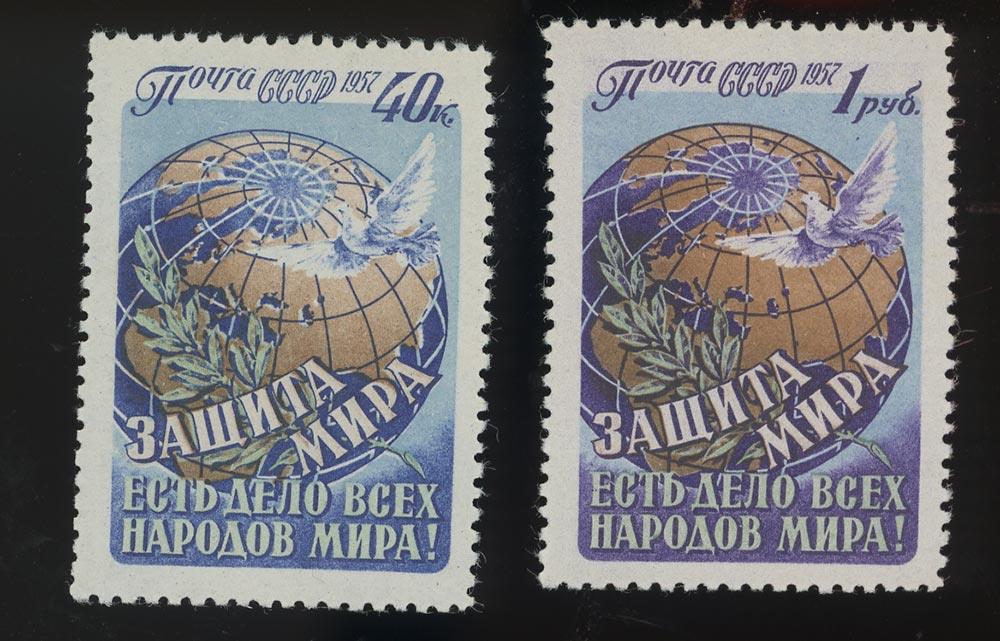 Почта СССР 1957 40к.
ЗАЩИТА
МИРА
ЕСТЬ ДЕЛО ВСЕХ
НАРОДОВ МИРА!
Почта СССР 1957 1 руб.
ЗАЩИТА
МИРА
ЕСТЬ ДЕЛО ВСЕХ
НАРОДОВ МИРА!